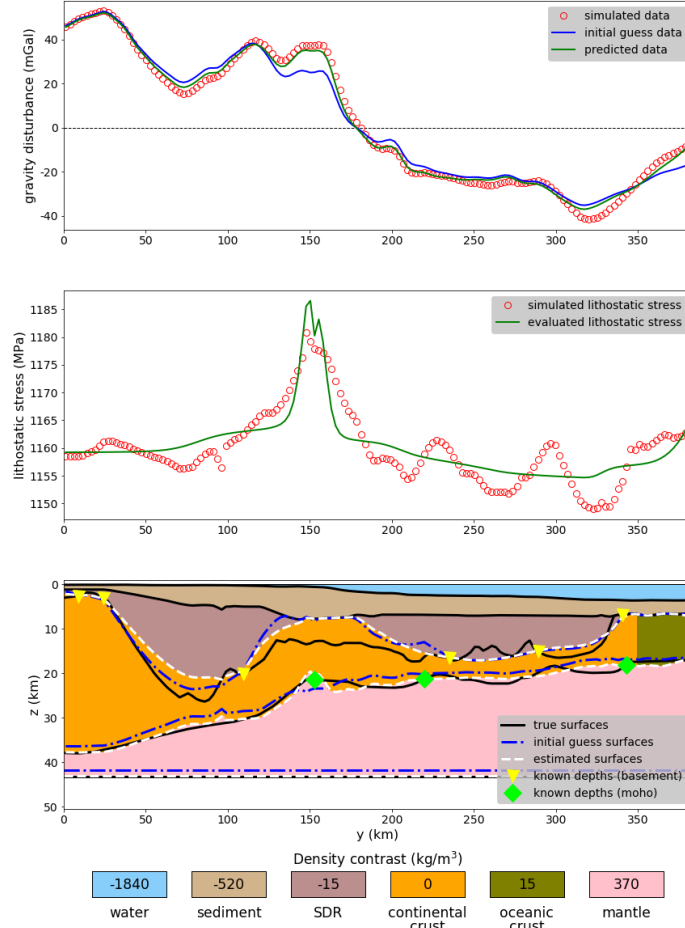 40
20
0
-20
-40
gravity disturbance (mGal)
simulated data
initial guess data
predicted data
0
50
100
150
200
250
300
350
1185
1180
1175
1170
1165
1160
1155
1150
lithostatic stress (MPa)
simulated lithostatic stress
evaluated lithostatic stress
0
50
100
150
200
250
300
350
0
10
20
30
40
50
z (km)
true surfaces
initial guess surfaces
estimated surfaces
known depths (basement)
known depths (moho)
0
50
100
150
200
250
300
350
y (km)
Density contrast (kg/m³)
-1840
-520
-15
0
15
370
water
sediment
SDR
continental
crust
oceanic
crust
mantle